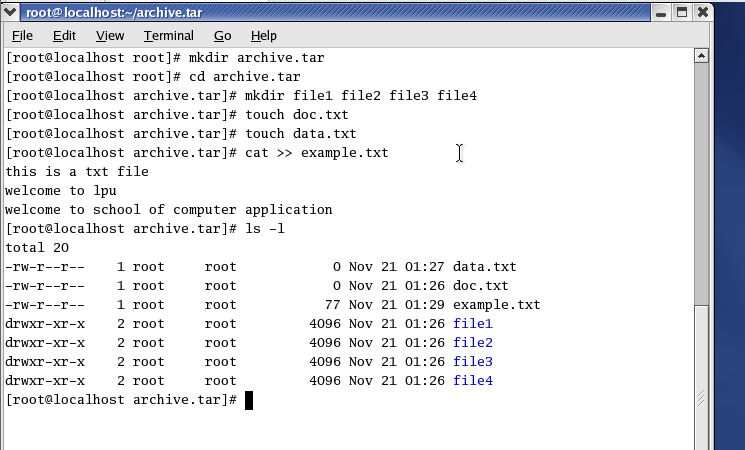 root@localhost:~/archive.tar
File Edit View Terminal Go Help
[root@localhost root]# mkdir archive.tar
[root@localhost root]# cd archive.tar
[root@localhost archive.tar]# mkdir file1 file2 file3 file4
[root@localhost archive.tar]# touch doc.txt
[root@localhost archive.tar]# touch data.txt
[root@localhost archive.tar]# cat >> example.txt
this is a txt file
welcome to lpu
welcome to school of computer application
[root@localhost archive.tar]# ls -l
total 20
-rw-r--r-- 1 root root 0 Nov 21 01:27 data.txt
-rw-r--r-- 1 root root 0 Nov 21 01:26 doc.txt
-rw-r--r-- 1 root root 77 Nov 21 01:29 example.txt
drwxr-xr-x 2 root root 4096 Nov 21 01:26 file1
drwxr-xr-x 2 root root 4096 Nov 21 01:26 file2
drwxr-xr-x 2 root root 4096 Nov 21 01:26 file3
drwxr-xr-x 2 root root 4096 Nov 21 01:26 file4
[root@localhost archive.tar]#